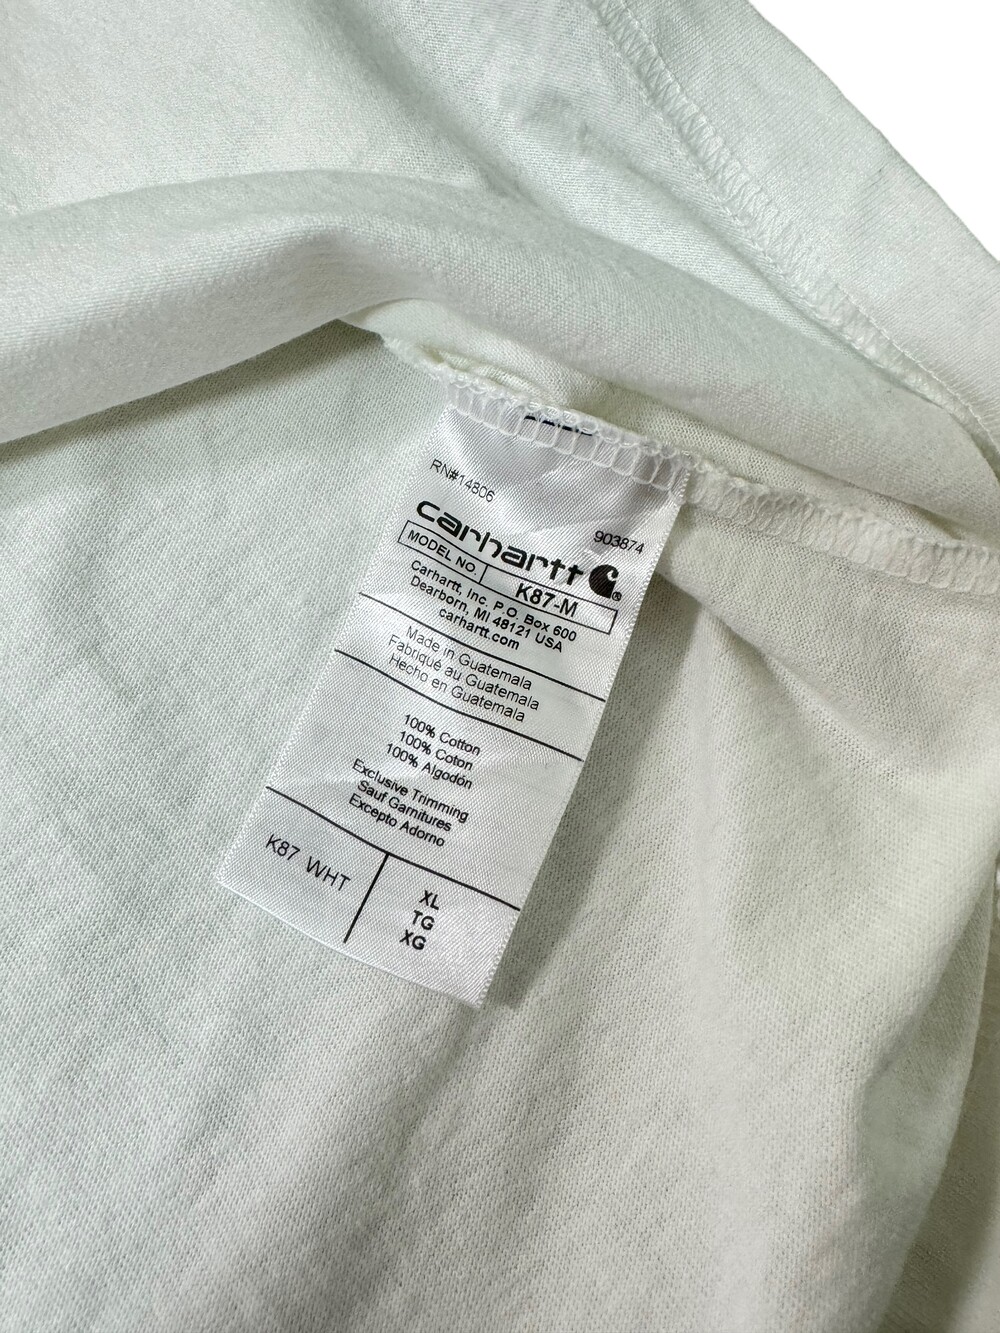 RN#14806
903874
carhartt
MODEL NO. K87-M
Carhartt, Inc. P.O. Box 600
Dearborn, MI 48121 USA
carhartt.com
Made in Guatemala
Fabriqué au Guatemala
Hecho en Guatemala
100% Cotton
100% Coton
100% Algodón
Exclusive Trimming
Sauf Garnitures
Excepto Adorno
K87 WHT
XL
TG
XG